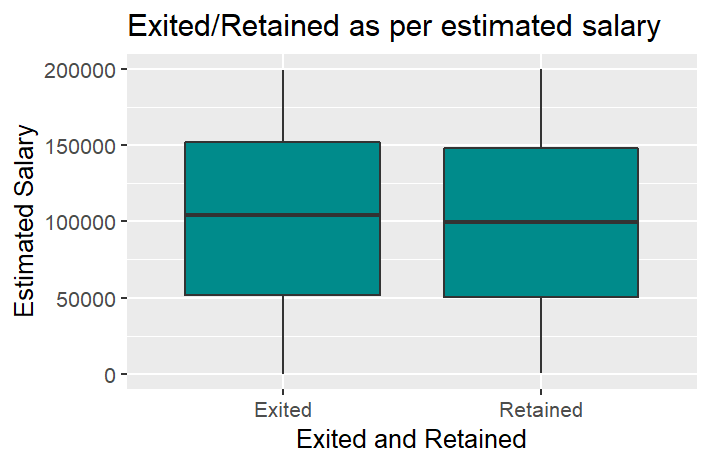 Exited/Retained as per estimated salary
Estimated Salary
200000
150000
100000
50000
0
Exited
Retained
Exited and Retained